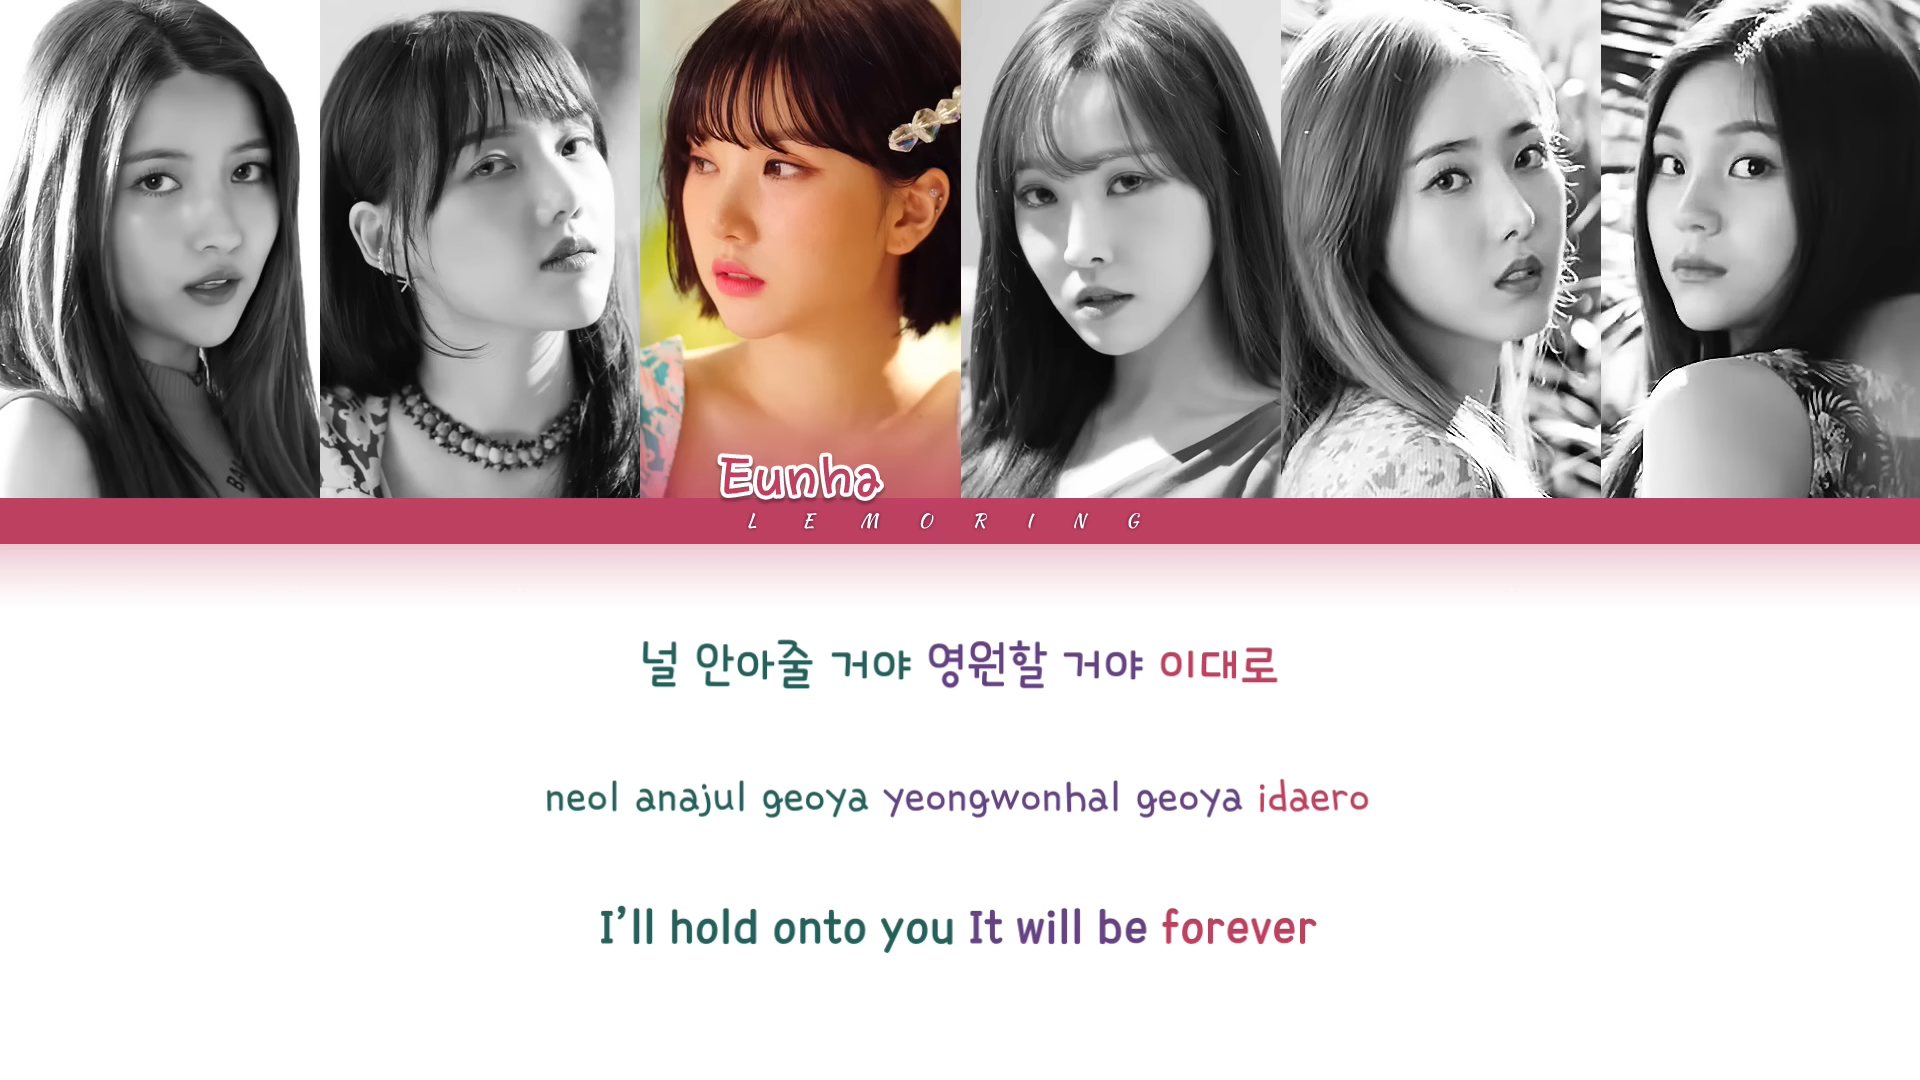 Eunha
LEMORING
널 안아줄 거야 영원할 거야 이대로
neol anajul geoya yeongwonhal geoya idaero
I'll hold onto you It will be forever